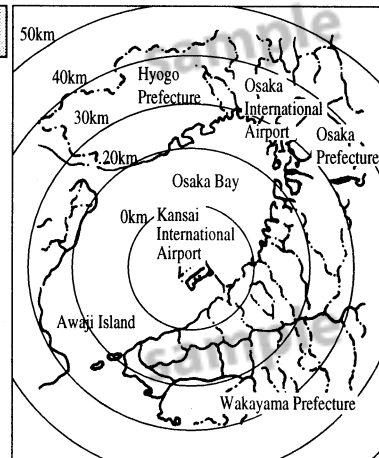 50km
sample
40km
Hyogo
Prefecture
Osaka
International
Airport
30km
Osaka
Prefecture
20km
Osaka Bay
0km
Kansai
International
Airport
Awaji Island
sample
Wakayama Prefecture